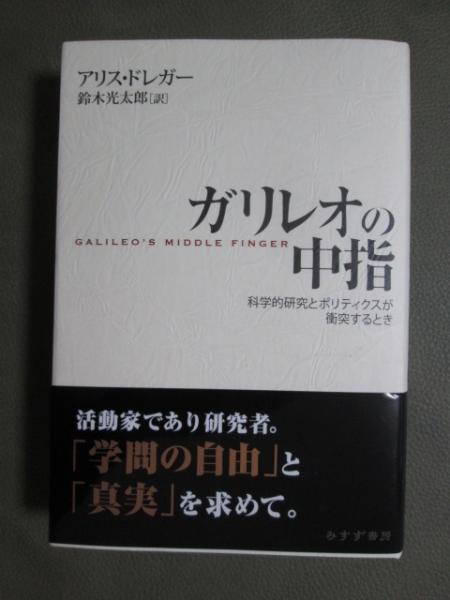 アリス・ドレガー
鈴木光太郎[訳]
ガリレオの
GALILEO'S MIDDLE FINGER
中指
科学的研究とポリティクスが
衝突するとき
活動家であり研究者。
「学問の自由」と
「真実」を求めて。
みすず書房